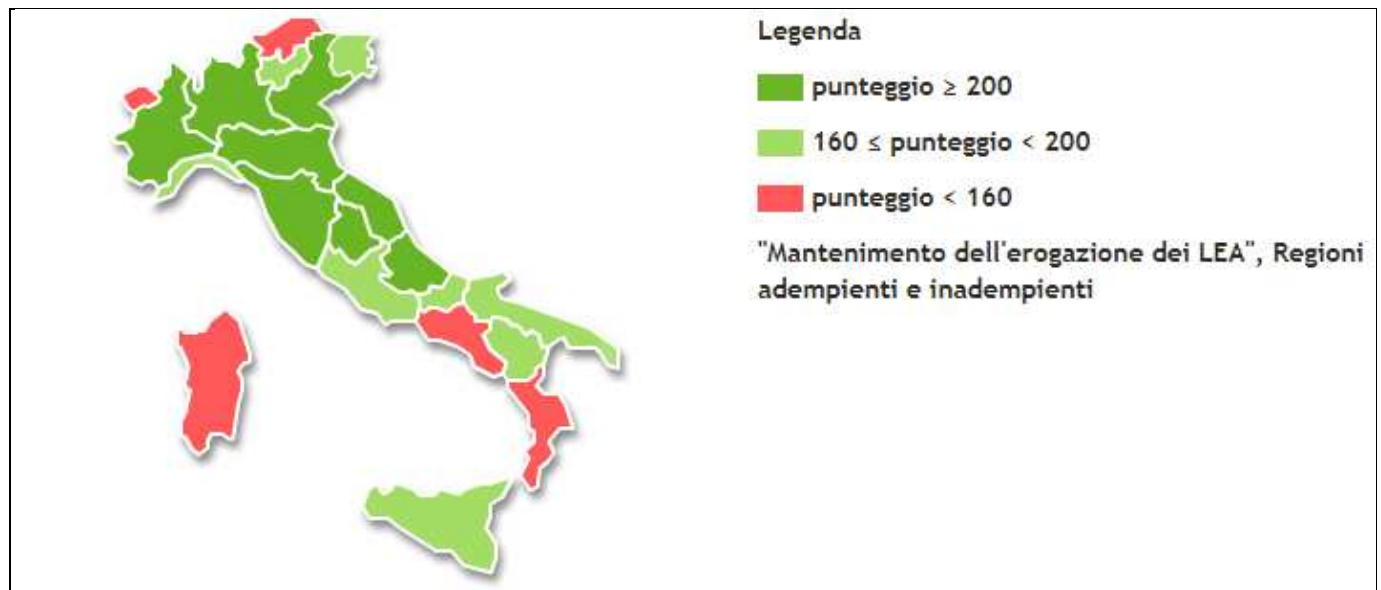 Legenda
punteggio ≥ 200
160 ≤ punteggio < 200
punteggio < 160
"Mantenimento dell'erogazione dei LEA", Regioni
adempienti e inadempienti